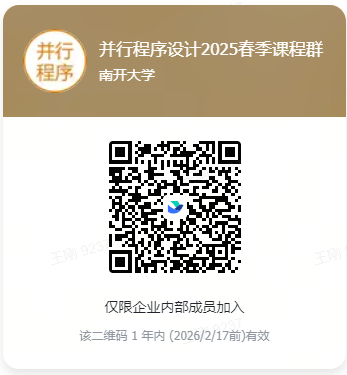 并行
程序
并行程序设计2025春季课程群
南开大学
仅限企业内部成员加入
该二维码 1 年内 (2026/2/17前)有效